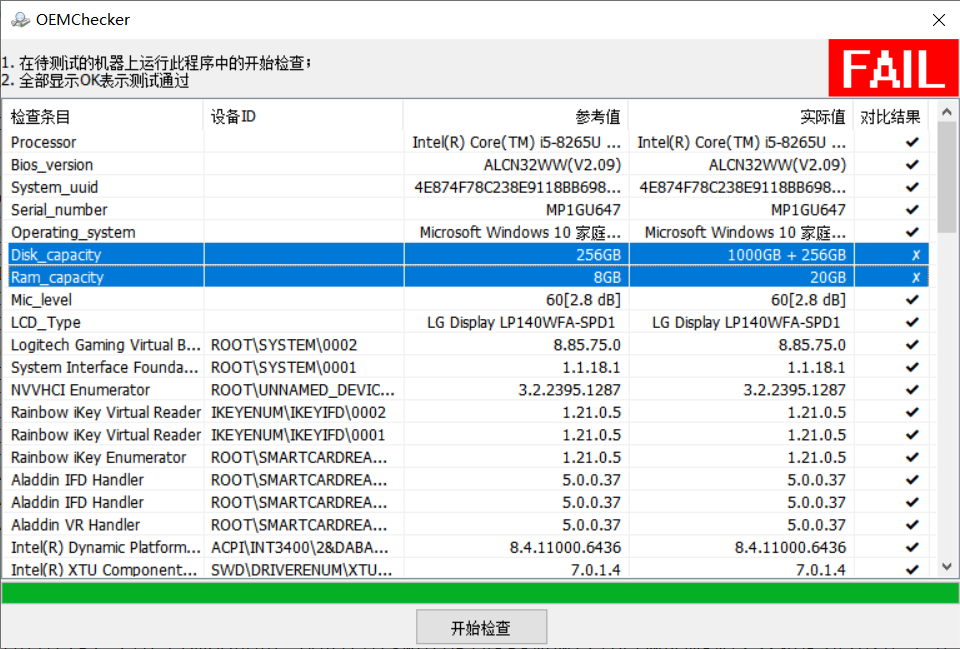 OEMChecker
1. 在待测试的机器上运行此程序中的开始检查；
2. 全部显示OK表示测试通过
FAIL
检查条目 设备ID 参考值 实际值 对比结果
Processor Intel(R) Core(TM) i5-8265U ... Intel(R) Core(TM) i5-8265U ... ✔
Bios_version ALCN32WW(V2.09) ALCN32WW(V2.09) ✔
System_uuid 4E874F78C238E9118BB698... 4E874F78C238E9118BB698... ✔
Serial_number MP1GU647 MP1GU647 ✔
Operating_system Microsoft Windows 10 家庭... Microsoft Windows 10 家庭... ✔
Disk_capacity 256GB 1000GB + 256GB ✗
Ram_capacity 8GB 20GB ✗
Mic_level 60[2.8 dB] 60[2.8 dB] ✔
LCD_Type LG Display LP140WFA-SPD1 LG Display LP140WFA-SPD1 ✔
Logitech Gaming Virtual B... ROOT\SYSTEM\0002 8.85.75.0 8.85.75.0 ✔
System Interface Founda... ROOT\SYSTEM\0001 1.1.18.1 1.1.18.1 ✔
NVVHCI Enumerator ROOT\UNNAMED_DEVIC... 3.2.2395.1287 3.2.2395.1287 ✔
Rainbow iKey Virtual Reader IKEYENUM\IKEYIFD\0002 1.21.0.5 1.21.0.5 ✔
Rainbow iKey Virtual Reader IKEYENUM\IKEYIFD\0001 1.21.0.5 1.21.0.5 ✔
Rainbow iKey Enumerator ROOT\SMARTCARDREA... 1.21.0.5 1.21.0.5 ✔
Aladdin IFD Handler ROOT\SMARTCARDREA... 5.0.0.37 5.0.0.37 ✔
Aladdin IFD Handler ROOT\SMARTCARDREA... 5.0.0.37 5.0.0.37 ✔
Aladdin VR Handler ROOT\SMARTCARDREA... 5.0.0.37 5.0.0.37 ✔
Intel(R) Dynamic Platform... ACPI\INT3400\2&DABA... 8.4.11000.6436 8.4.11000.6436 ✔
Intel(R) XTU Component... SWD\DRIVERENUM\XTU... 7.0.1.4 7.0.1.4 ✔
开始检查